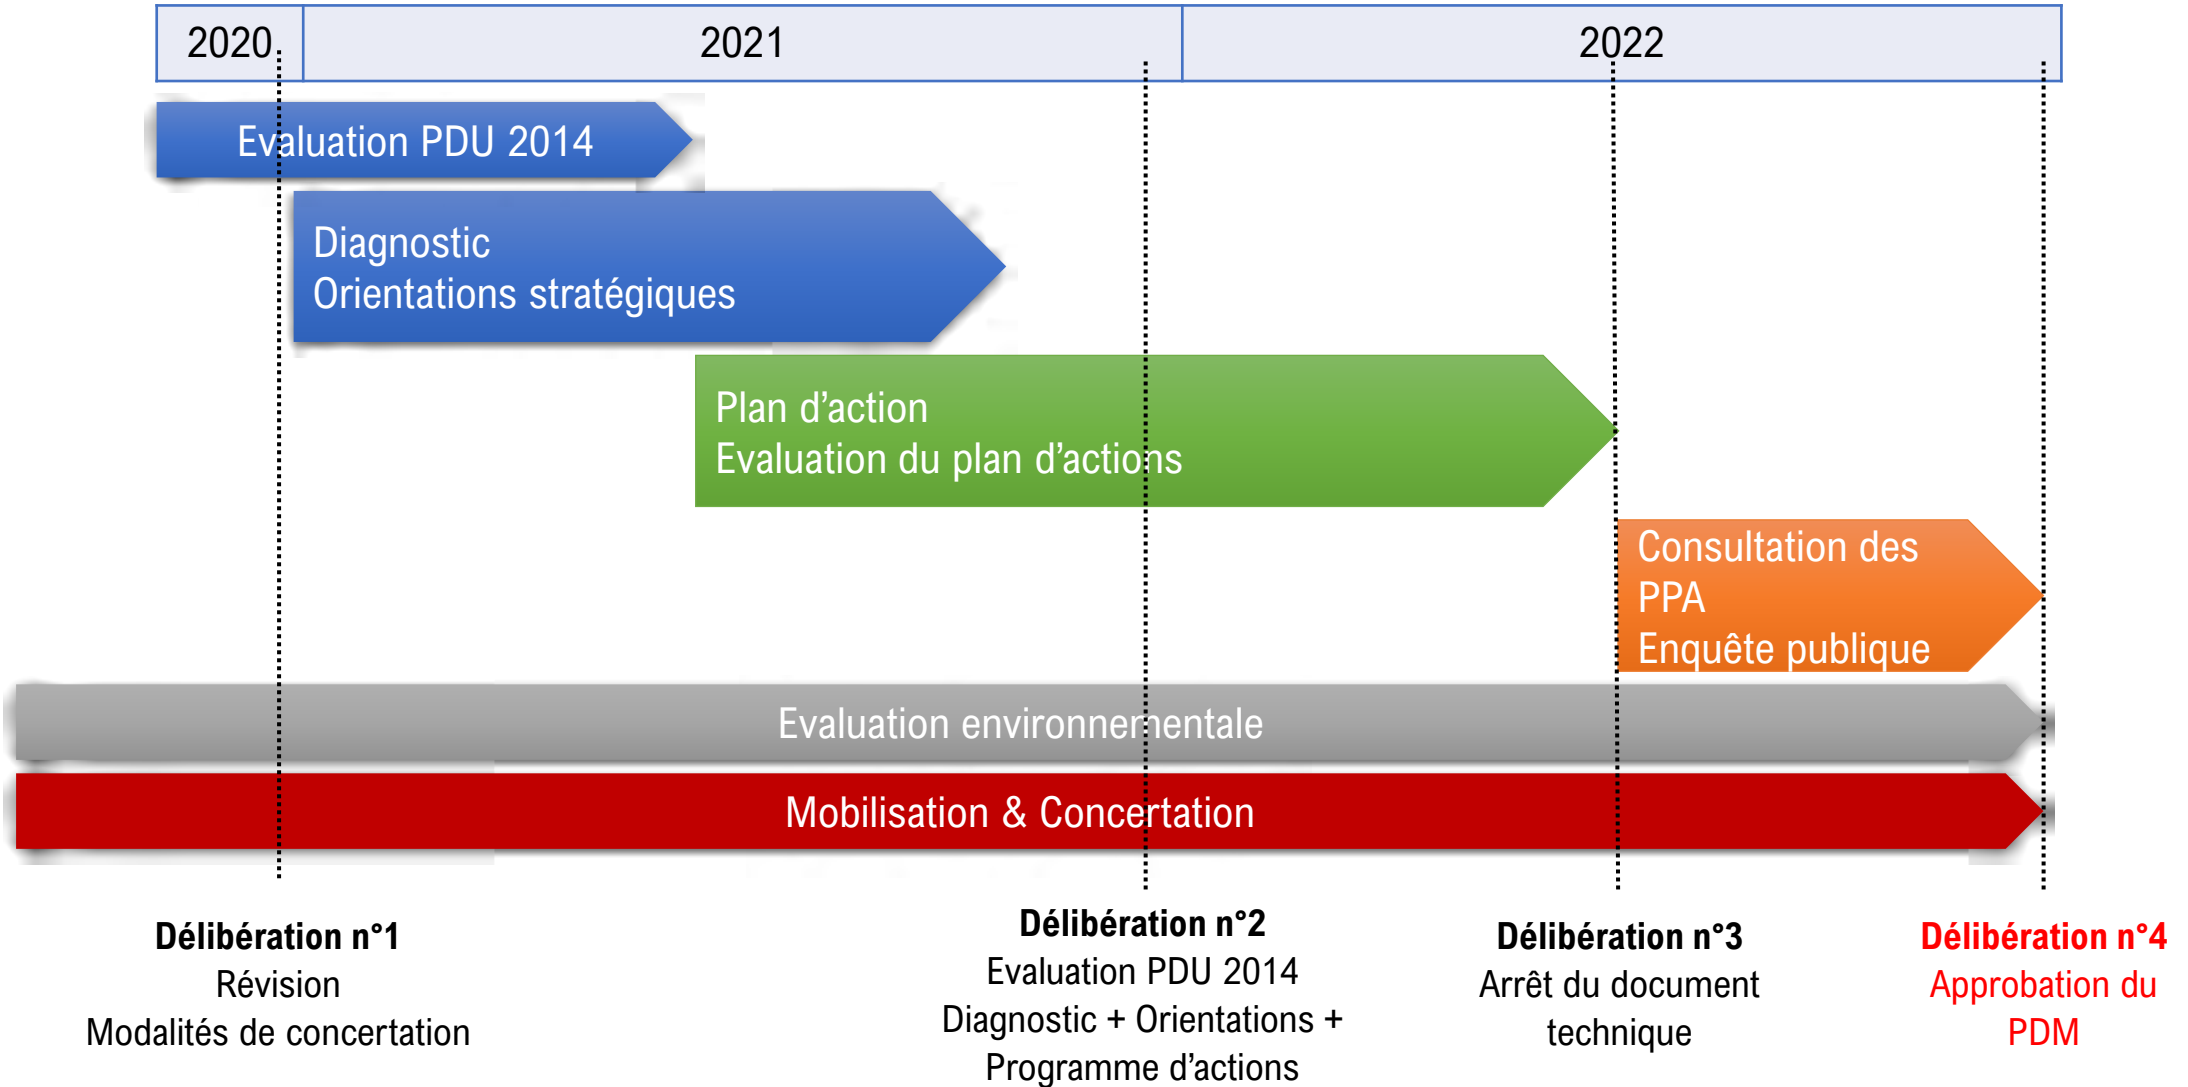 2020
2021
2022
Evaluation PDU 2014
Diagnostic
Orientations stratégiques
Plan d’action
Evaluation du plan d’actions
Consultation des
PPA
Enquête publique
Evaluation environnementale
Mobilisation & Concertation
Délibération n°1
Révision
Modalités de concertation
Délibération n°2
Evaluation PDU 2014
Diagnostic + Orientations +
Programme d’actions
Délibération n°3
Arrêt du document
technique
Délibération n°4
Approbation du
PDM